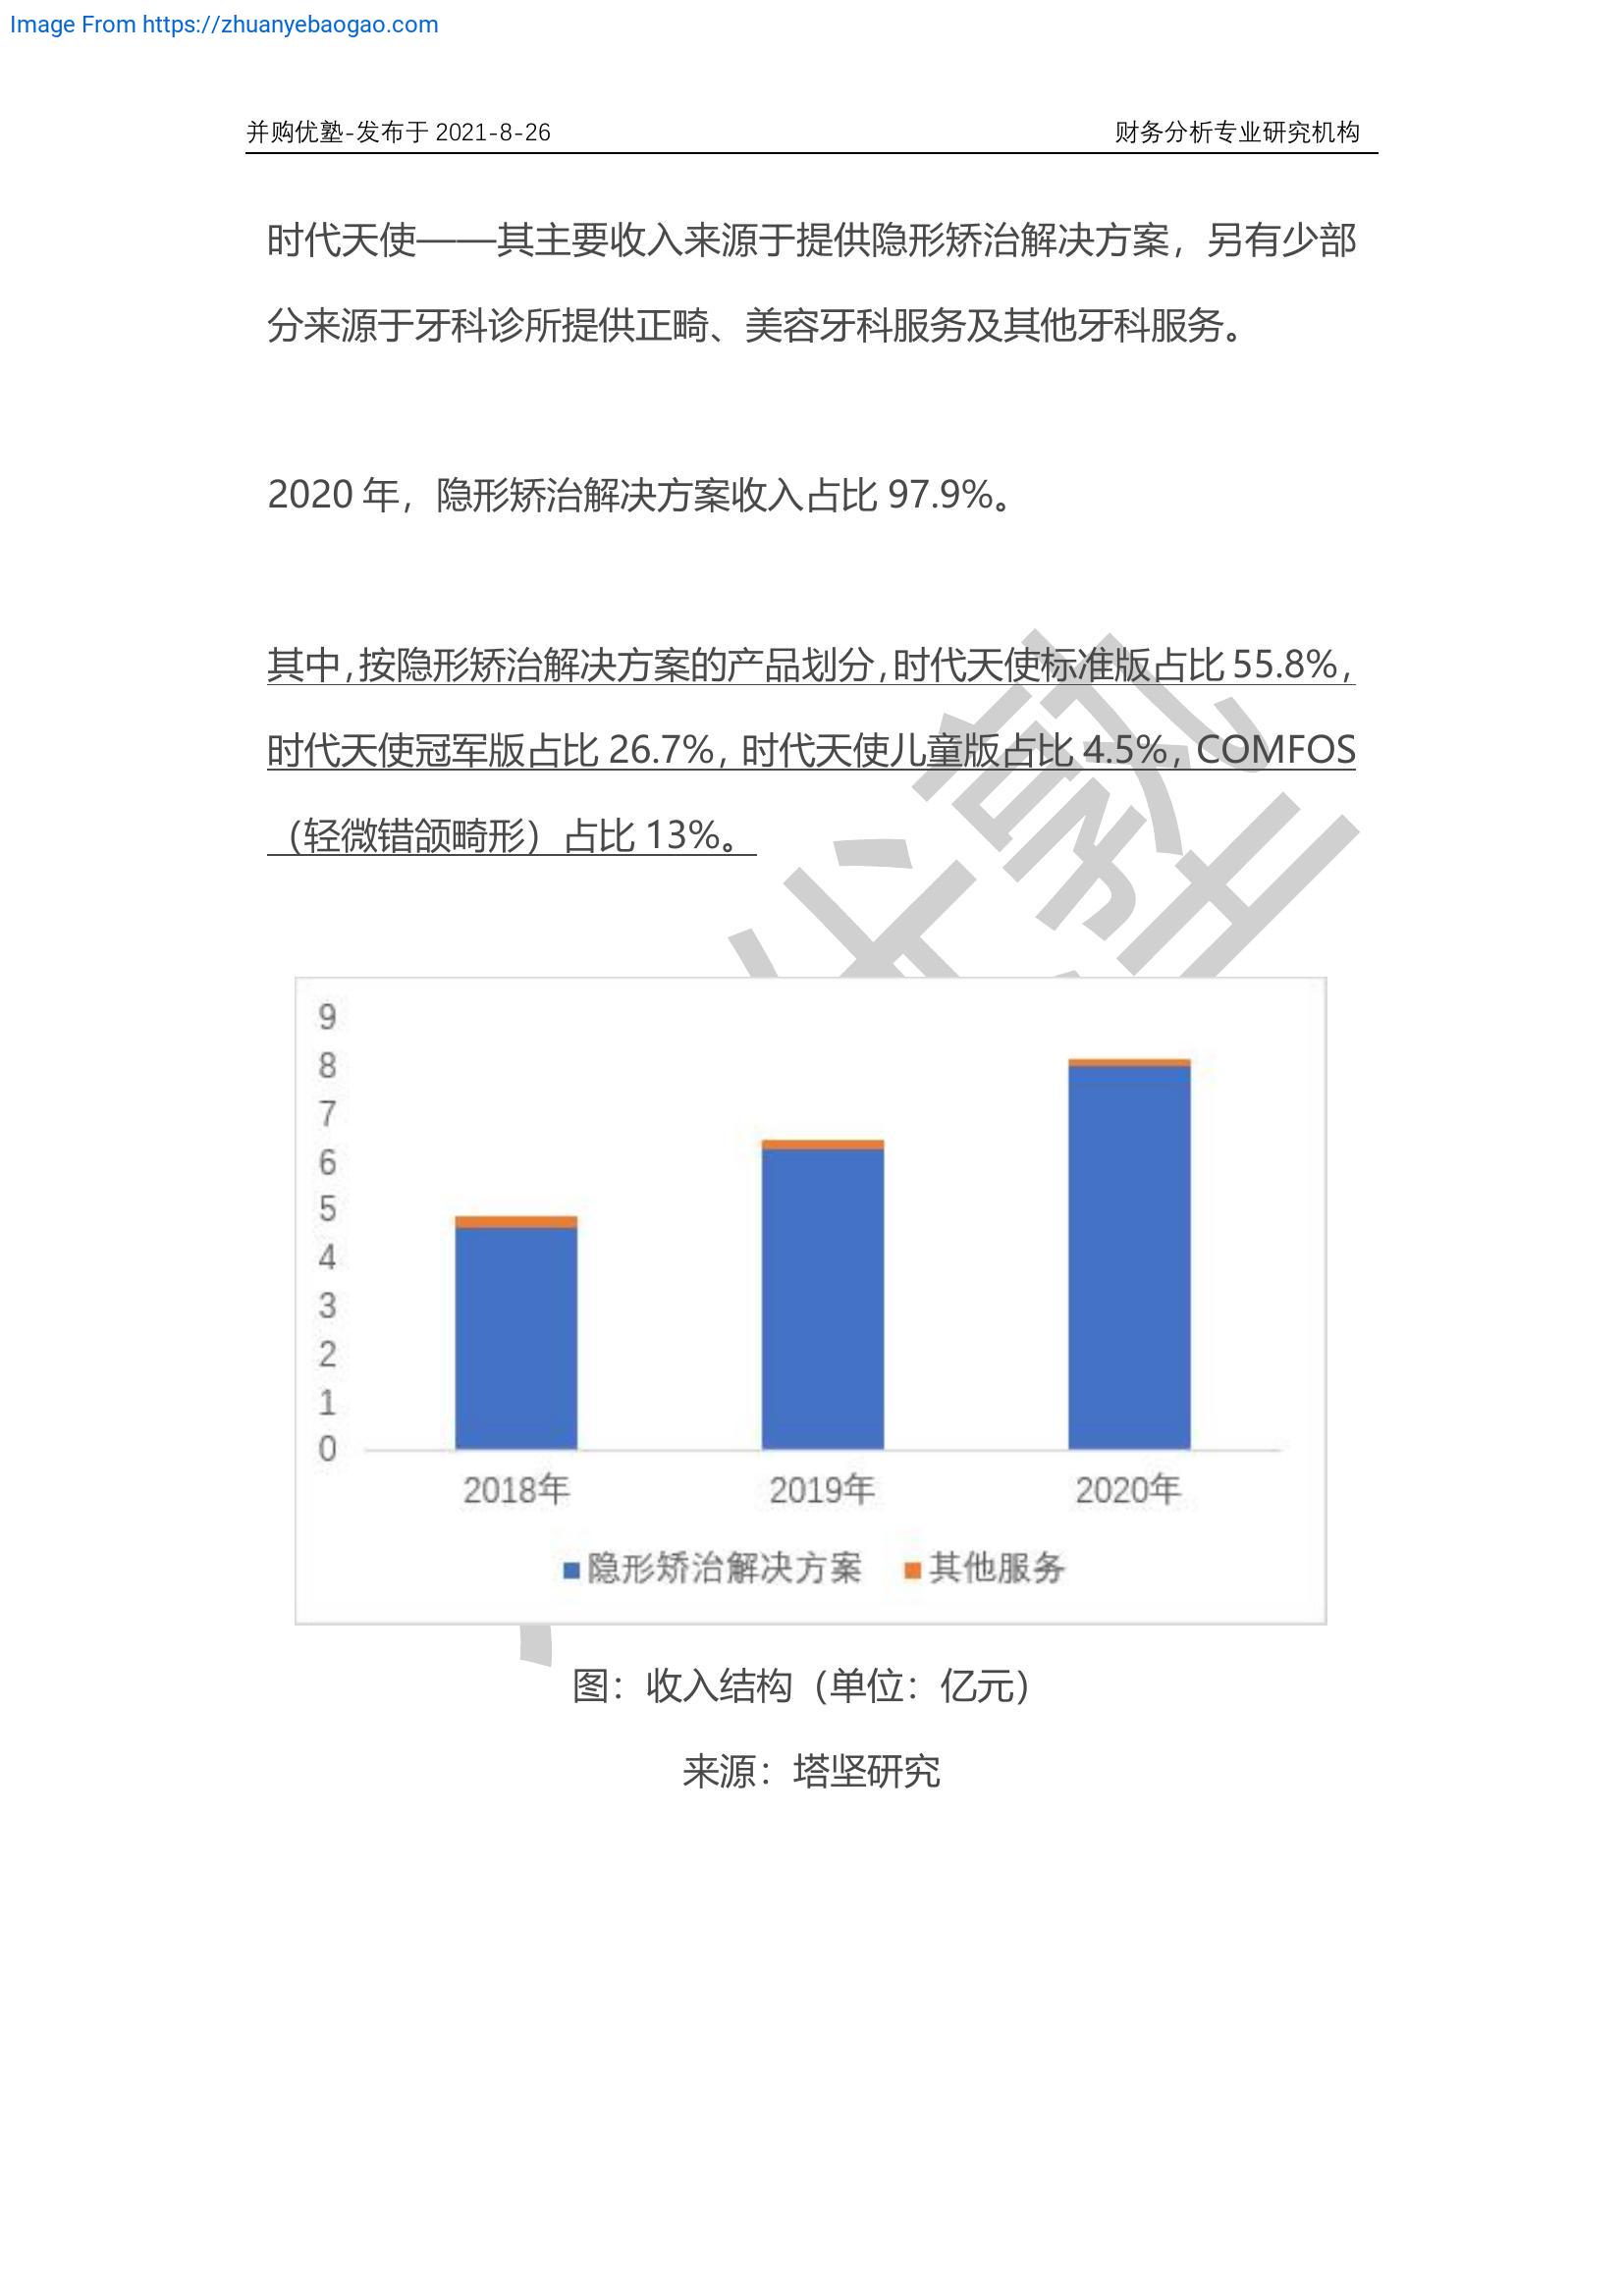 Image From https://zhuanyebaogao.com
并购优塾-发布于 2021-8-26 财务分析专业研究机构
时代天使——其主要收入来源于提供隐形矫治解决方案，另有少部
分来源于牙科诊所提供正畸、美容牙科服务及其他牙科服务。
2020 年，隐形矫治解决方案收入占比 97.9%。
其中，按隐形矫治解决方案的产品划分，时代天使标准版占比 55.8%，
时代天使冠军版占比 26.7%，时代天使儿童版占比 4.5%，COMFOS
（轻微错颌畸形）占比 13%。
9
8
7
6
5
4
3
2
1
0
2018年 2019年 2020年
隐形矫治解决方案 其他服务
图：收入结构（单位：亿元）
来源：塔坚研究